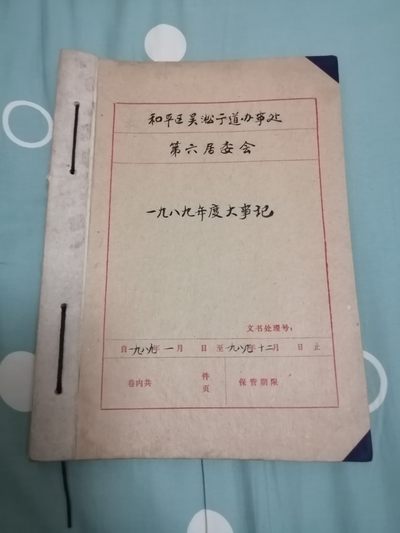 和平区吴淞于道办事处
第六居委会
一九八九年度大事记
文书处理号:
自一九八九年一月 日至一九八九年十二月 日止
卷内共 件 页 保管期限